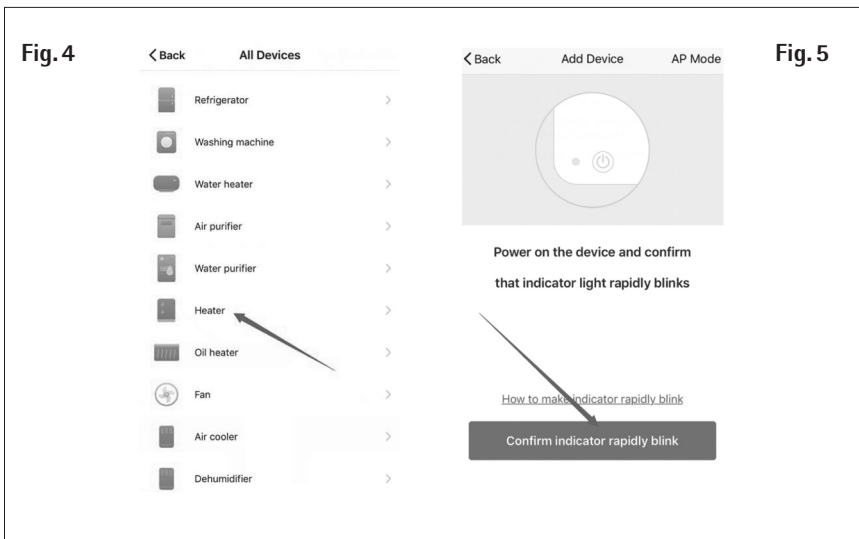 Fig. 4
Back All Devices
Refrigerator
Washing machine
Water heater
Air purifier
Water purifier
Heater
Oil heater
Fan
Air cooler
Dehumidifier
Fig. 5
Back Add Device AP Mode
Power on the device and confirm
that indicator light rapidly blinks
How to make indicator rapidly blink
Confirm indicator rapidly blink